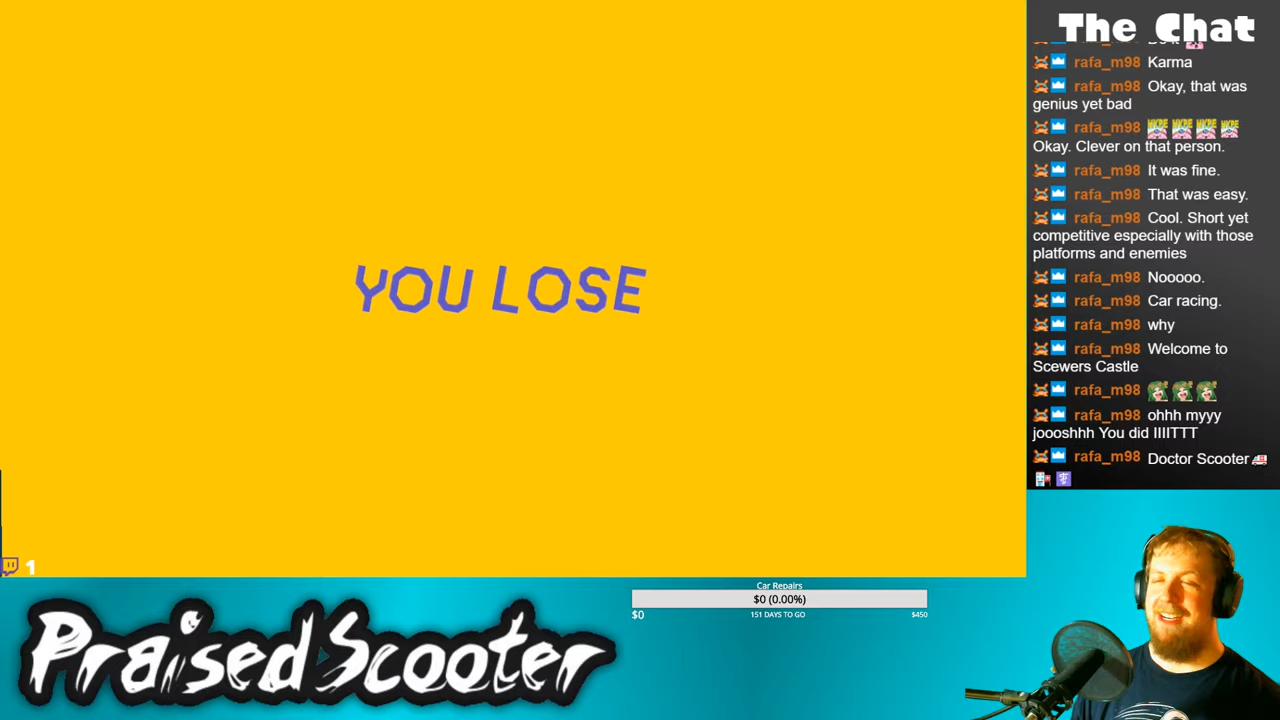 YOU LOSE
1
The Chat
rafa_m98 Karma
rafa_m98 Okay, that was
genius yet bad
rafa_m98
Okay. Clever on that person.
rafa_m98 It was fine.
rafa_m98 That was easy.
rafa_m98 Cool. Short yet
competitive especially with those
platforms and enemies
rafa_m98 Nooooo.
rafa_m98 Car racing.
rafa_m98 why
rafa_m98 Welcome to
Scewers Castle
rafa_m98
rafa_m98 ohhh myyy
joooshhh You did IIIITTT
rafa_m98 Doctor Scooter
Car Repairs
$0 (0.00%)
$0 151 DAYS TO GO $450
PraisedScooter